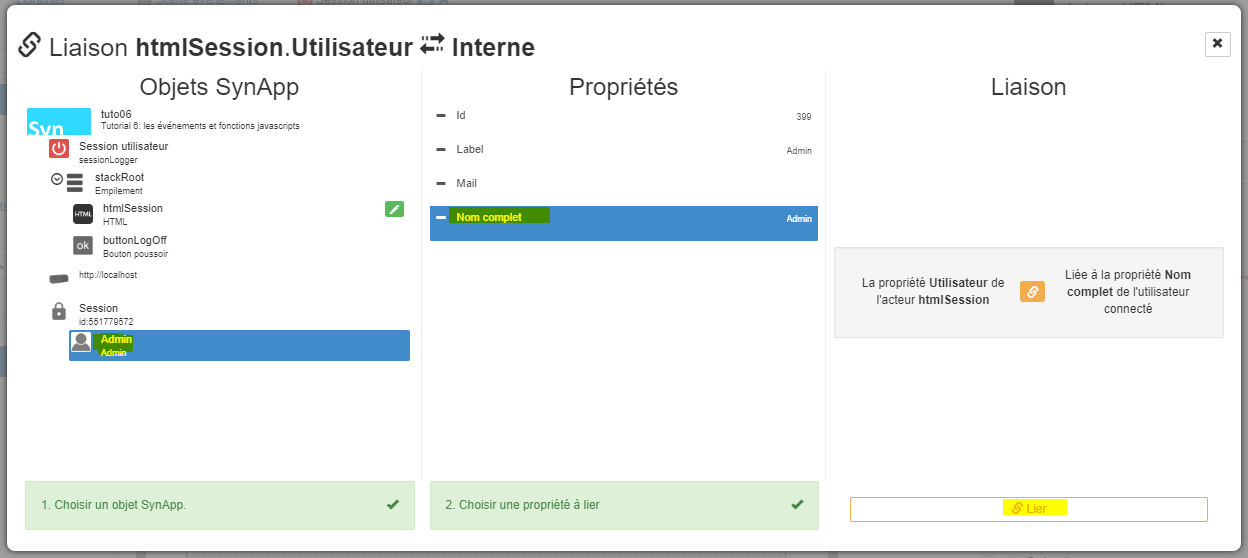 Liaison htmlSession.Utilisateur Interne
Objets SynApp
Syn
tuto06
Tutorial 6: les événements et fonctions javascripts
Session utilisateur
sessionLogger
stackRoot
Empilement
HTML
htmlSession
HTML
ok
buttonLogOff
Bouton poussoir
http://localhost
Session
id:551779572
Admin
Admin
1. Choisir un objet SynApp.
Propriétés
Id 399
Label Admin
Mail
Nom complet Admin
2. Choisir une propriété à lier
Liaison
La propriété Utilisateur de
l'acteur htmlSession
Liée à la propriété Nom
complet de l'utilisateur
connecté
Lier